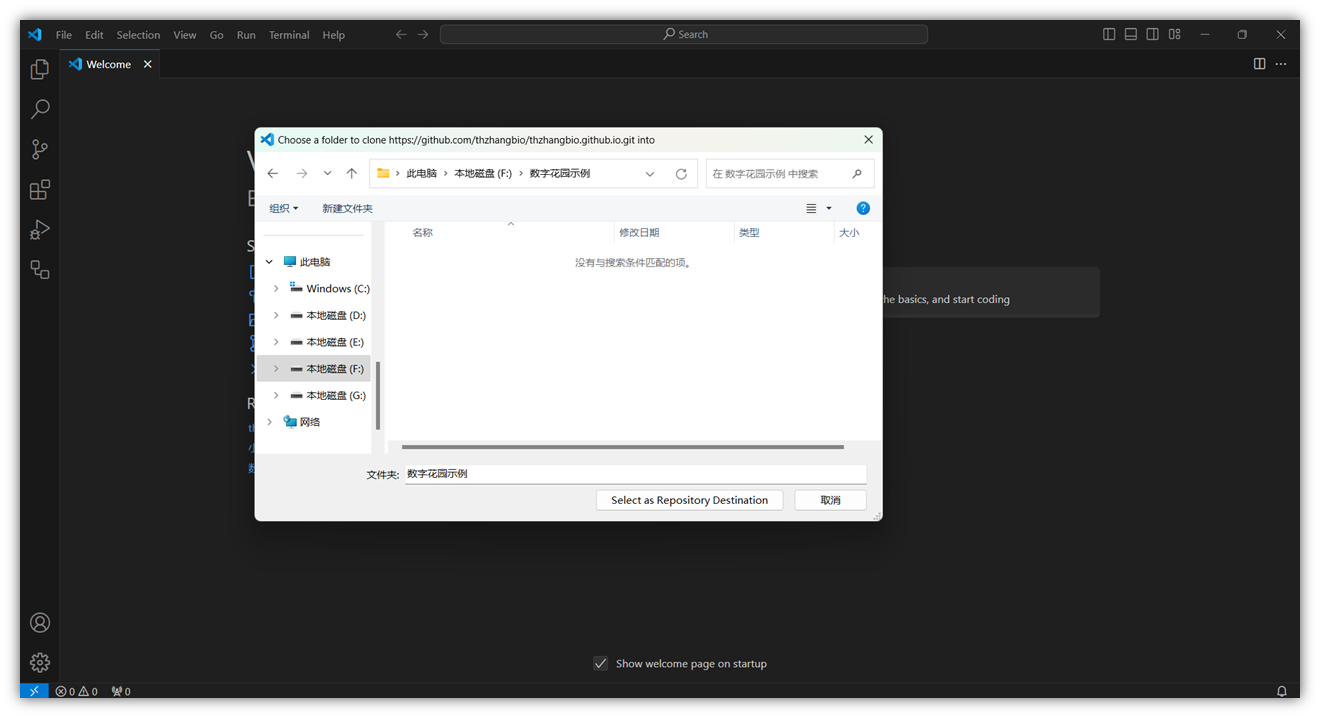 File Edit Selection View Go Run Terminal Help Search
Welcome
Choose a folder to clone https://github.com/thzhangbio/thzhangbio.github.io.git into
此电脑 本地磁盘 (F:) 数字花园示例 在 数字花园示例 中搜索
组织 新建文件夹
名称 修改日期 类型 大小
没有与搜索条件匹配的项。
此电脑
Windows (C:)
本地磁盘 (D:)
本地磁盘 (E:)
本地磁盘 (F:)
本地磁盘 (G:)
网络
he basics, and start coding
文件夹: 数字花园示例
Select as Repository Destination 取消
Show welcome page on startup
0 0 0